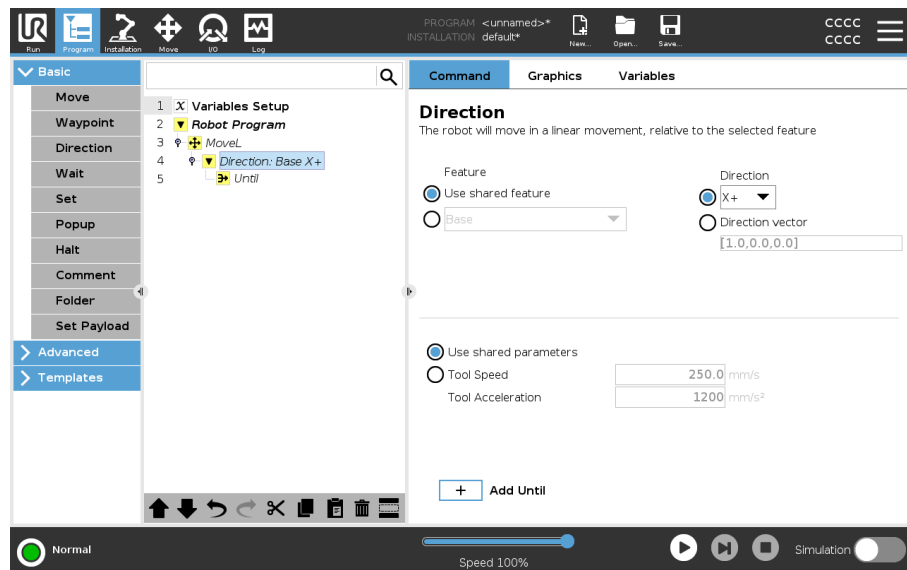 UR
PROGRAM <unnamed>*
INSTALLATION default*
Run Program Installation Move I/O Log New... Open... Save...
CCCC
CCCC
Basic
Move
Waypoint
Direction
Wait
Set
Popup
Halt
Comment
Folder
Set Payload
Advanced
Templates
1 X Variables Setup
2 Robot Program
3 MoveL
4 Direction: Base X+
5 Until
Command Graphics Variables
Direction
The robot will move in a linear movement, relative to the selected feature
Feature
Use shared feature
Base
Direction
X+
Direction vector
[1.0,0.0,0.0]
Use shared parameters
Tool Speed 250.0 mm/s
Tool Acceleration 1200 mm/s²
+ Add Until
Normal
Speed 100%
Simulation